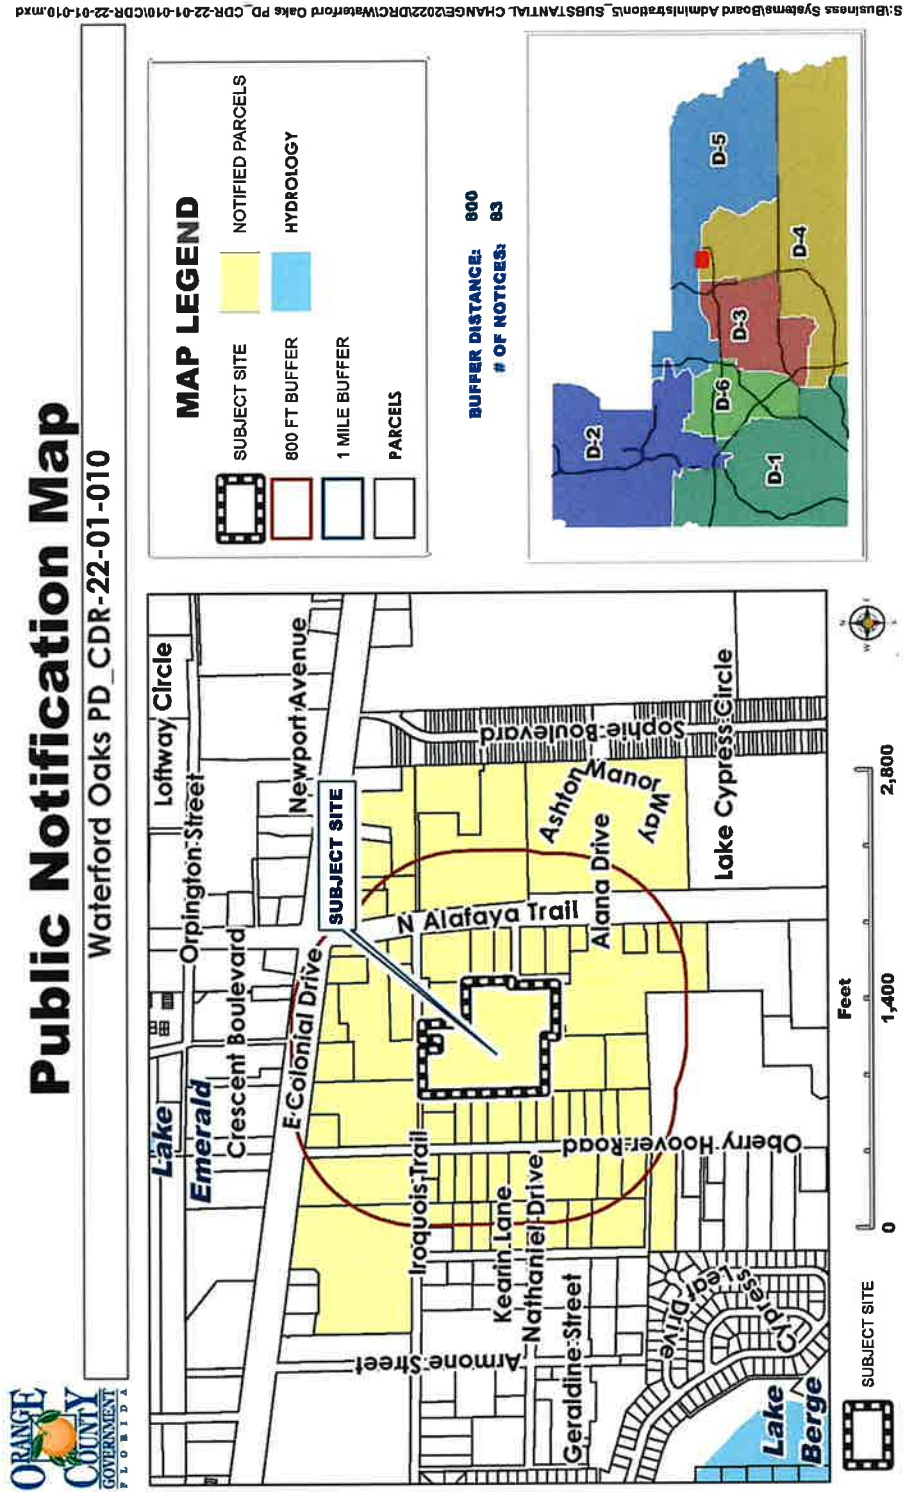 ORANGE
COUNTY
GOVERNMENT
FLORIDA
Public Notification Map
Waterford Oaks PD_CDR-22-01-010
Lake
Emerald
Loftway Circle
Orpington Street
Crescent Boulevard
Newport Avenue
E Colonial Drive
SUBJECT SITE
N Alafaya Trail
Iroquois Trail
Kearin Lane
Nathaniel Drive
Geraldine Street
Armone Street
Oberry Hoover Road
Alana Drive
Ashton Manor Way
Sophie Boulevard
Lake Cypress Circle
Cypress Leaf Drive
Lake
Berge
SUBJECT SITE
Feet
0 1,400 2,800
N
E
S
W
MAP LEGEND
SUBJECT SITE
800 FT BUFFER
1 MILE BUFFER
PARCELS
NOTIFIED PARCELS
HYDROLOGY
BUFFER DISTANCE: 800
# OF NOTICES: 83
D-2
D-5
D-6
D-3
D-4
D-1
S:\Business Systems\Board Administration\5_SUBSTANTIAL CHANGE\2022\DRC\Waterford Oaks PD_CDR-22-01-010\CDR-22-01-010.mxd